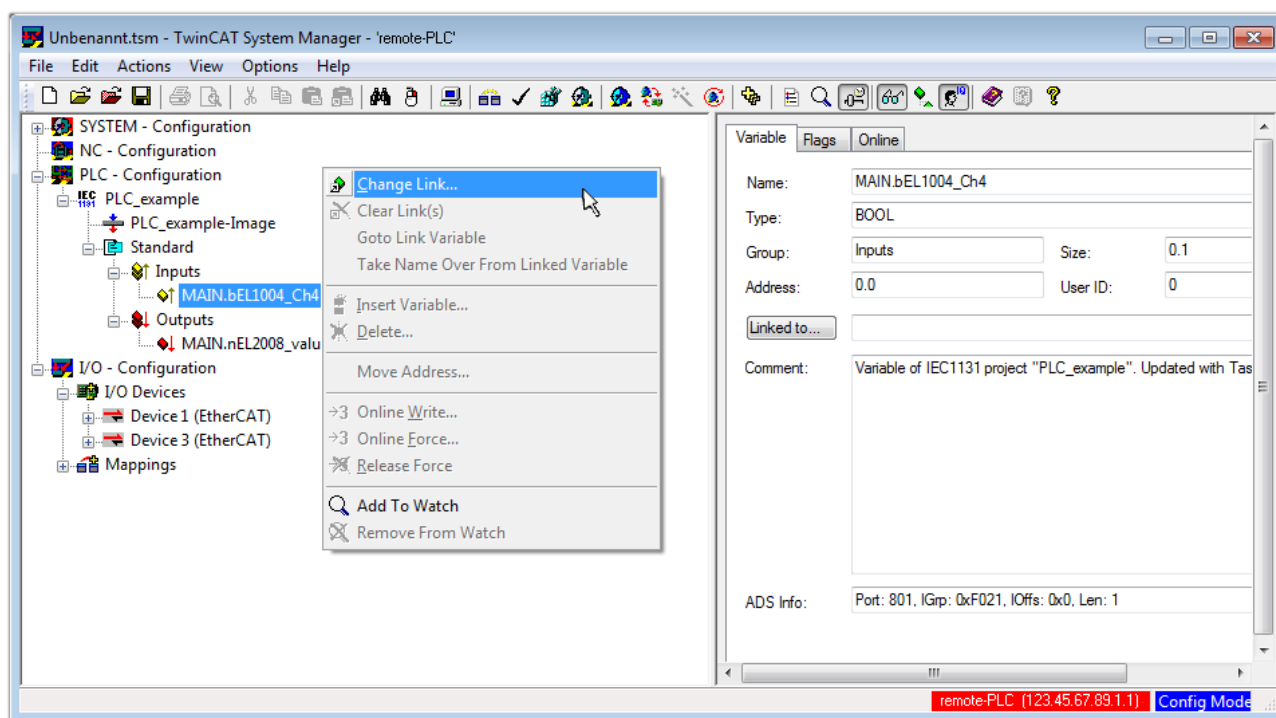 Unbenannt.tsm - TwinCAT System Manager - 'remote-PLC'
File Edit Actions View Options Help
SYSTEM - Configuration
NC - Configuration
PLC - Configuration
IEC
1131
PLC_example
PLC_example-Image
Standard
Inputs
MAIN.bEL1004_Ch4
Outputs
MAIN.nEL2008_valu
I/O - Configuration
I/O Devices
Device 1 (EtherCAT)
Device 3 (EtherCAT)
Mappings
Change Link...
Clear Link(s)
Goto Link Variable
Take Name Over From Linked Variable
Insert Variable...
Delete...
Move Address...
→3 Online Write...
→3 Online Force...
Release Force
Add To Watch
Remove From Watch
Variable Flags Online
Name: MAIN.bEL1004_Ch4
Type: BOOL
Group: Inputs Size: 0.1
Address: 0.0 User ID: 0
Linked to...
Comment: Variable of IEC1131 project "PLC_example". Updated with Tas
ADS Info: Port: 801, IGrp: 0xF021, IOffs: 0x0, Len: 1
remote-PLC (123.45.67.89.1.1) Config Mode